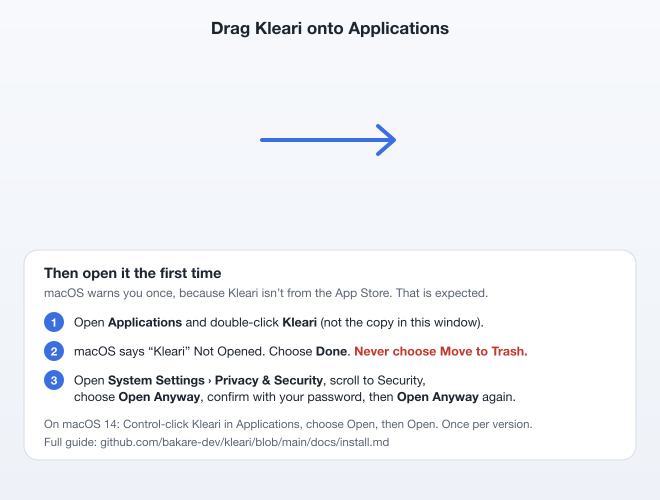 Drag Kleari onto Applications
Then open it the first time
macOS warns you once, because Kleari isn’t from the App Store. That is expected.
1 Open Applications and double-click Kleari (not the copy in this window).
2 macOS says “Kleari” Not Opened. Choose Done. Never choose Move to Trash.
3 Open System Settings › Privacy & Security, scroll to Security,
choose Open Anyway, confirm with your password, then Open Anyway again.
On macOS 14: Control-click Kleari in Applications, choose Open, then Open. Once per version.
Full guide: github.com/bakare-dev/kleari/blob/main/docs/install.md